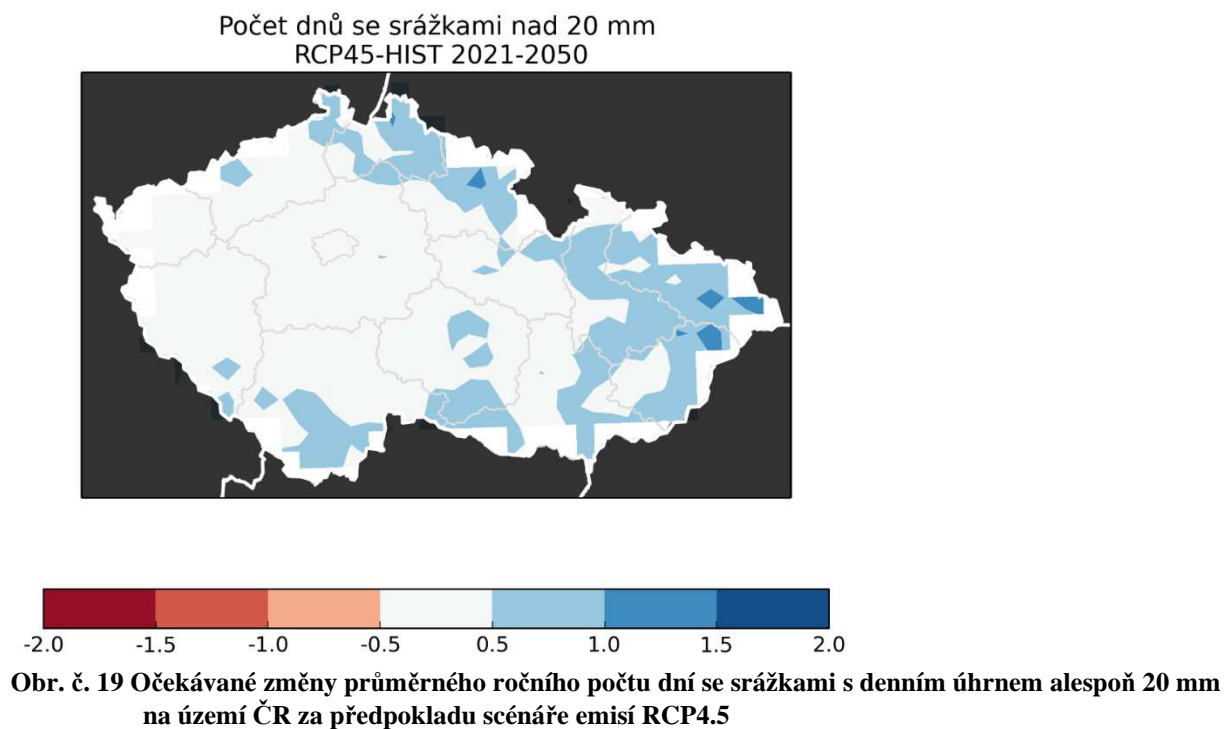 Počet dnů se srážkami nad 20 mm
RCP45-HIST 2021-2050
-2.0 -1.5 -1.0 -0.5 0.5 1.0 1.5 2.0
Obr. č. 19 Očekávané změny průměrného ročního počtu dní se srážkami s denním úhrnem alespoň 20 mm
na území ČR za předpokladu scénáře emisí RCP4.5